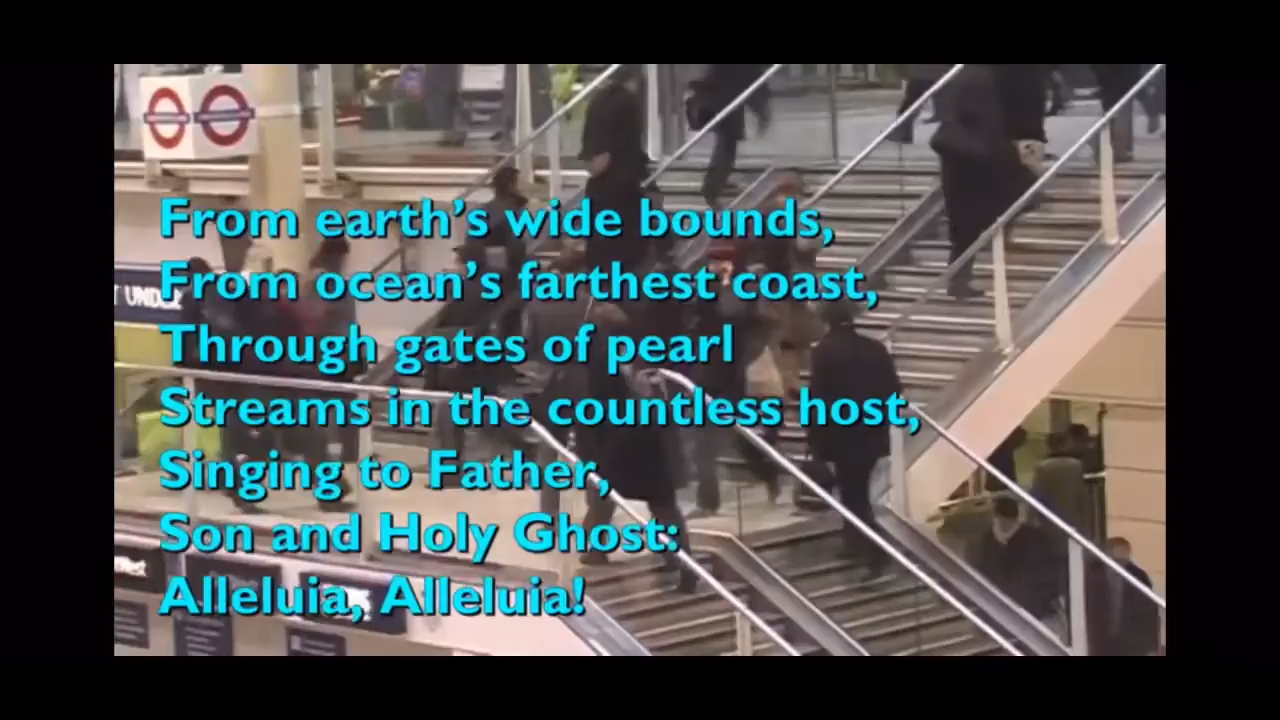 From earth's wide bounds,
From ocean's farthest coast,
Through gates of pearl
Streams in the countless host,
Singing to Father,
Son and Holy Ghost:
Alleluia, Alleluia!